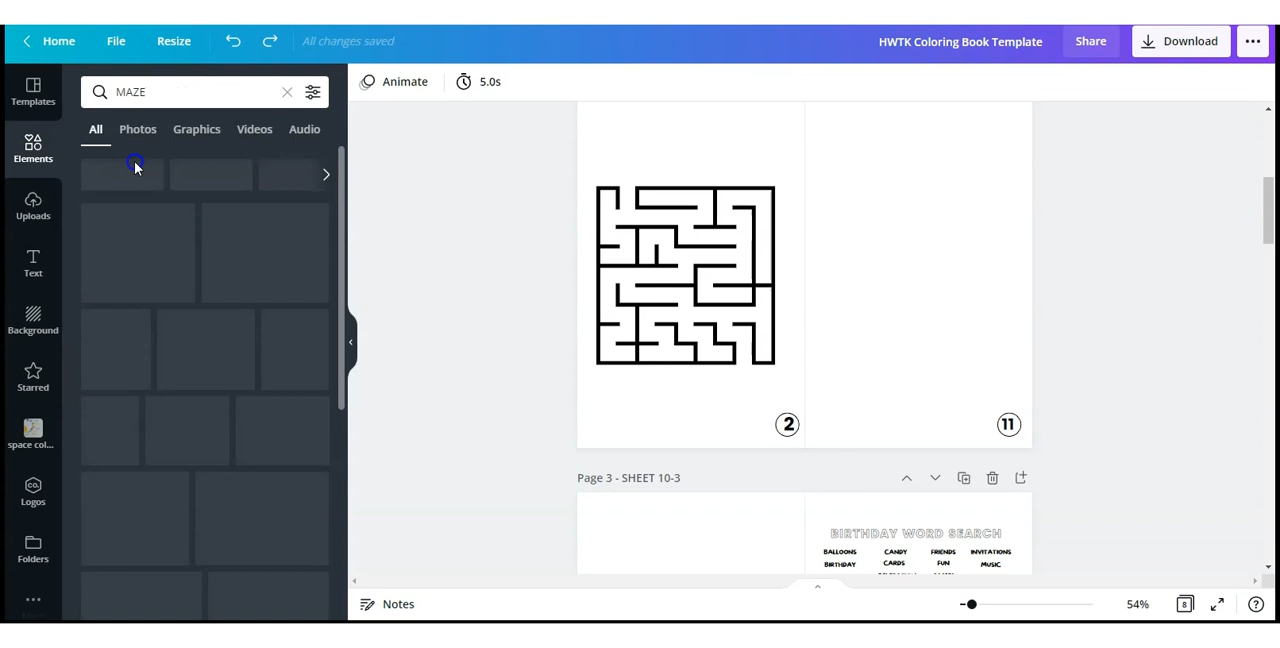 Home File Resize All changes saved HWTK Coloring Book Template Share Download
Templates
MAZE
Animate 5.0s
All Photos Graphics Videos Audio
Elements
Uploads
Text
Background
Starred
space col...
Logos
Folders
2 11
Page 3 - SHEET 10-3
BIRTHDAY WORD SEARCH
BALLOONS CANDY FRIENDS INVITATIONS
BIRTHDAY CARDS FUN MUSIC
Notes 54% 8